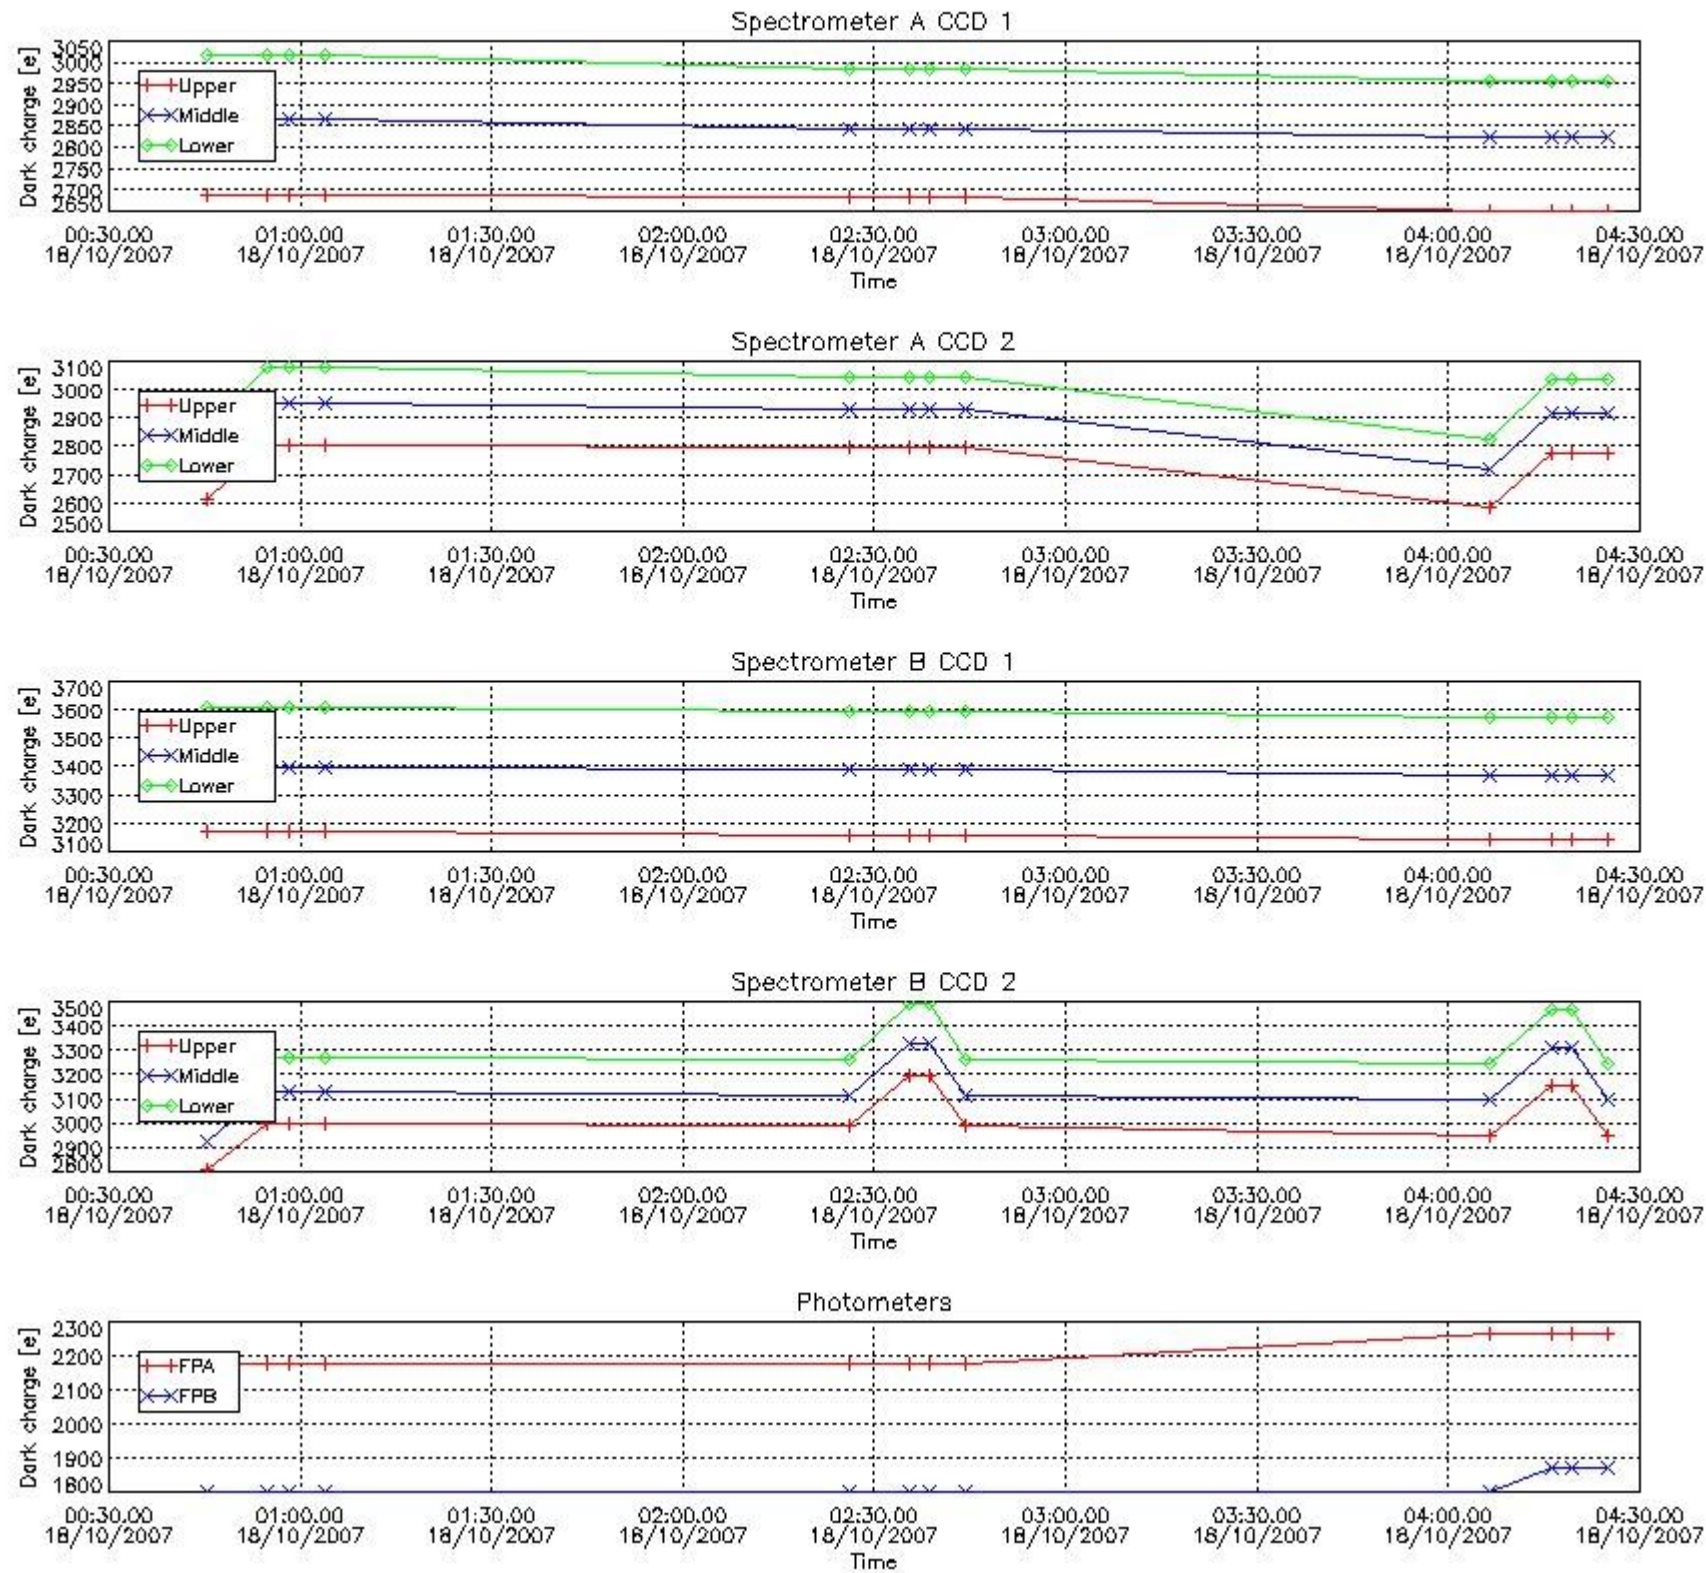 Spectrometer A CCD 1
Dark charge [e]
3050
3000
2950
2900
2850
2800
2750
2700
2650
Upper
Middle
Lower
00:30.00 01:00.00 01:30.00 02:00.00 02:30.00 03:00.00 03:30.00 04:00.00 04:30.00
18/10/2007 18/10/2007 18/10/2007 18/10/2007 18/10/2007 18/10/2007 18/10/2007 18/10/2007 18/10/2007
Time
Spectrometer A CCD 2
Dark charge [e]
3100
3000
2900
2800
2700
2600
2500
Upper
Middle
Lower
00:30.00 01:00.00 01:30.00 02:00.00 02:30.00 03:00.00 03:30.00 04:00.00 04:30.00
18/10/2007 18/10/2007 18/10/2007 18/10/2007 18/10/2007 18/10/2007 18/10/2007 18/10/2007 18/10/2007
Time
Spectrometer B CCD 1
Dark charge [e]
3700
3600
3500
3400
3300
3200
3100
Upper
Middle
Lower
00:30.00 01:00.00 01:30.00 02:00.00 02:30.00 03:00.00 03:30.00 04:00.00 04:30.00
18/10/2007 18/10/2007 18/10/2007 18/10/2007 18/10/2007 18/10/2007 18/10/2007 18/10/2007 18/10/2007
Time
Spectrometer B CCD 2
Dark charge [e]
3500
3400
3300
3200
3100
3000
2900
2800
Upper
Middle
Lower
00:30.00 01:00.00 01:30.00 02:00.00 02:30.00 03:00.00 03:30.00 04:00.00 04:30.00
18/10/2007 18/10/2007 18/10/2007 18/10/2007 18/10/2007 18/10/2007 18/10/2007 18/10/2007 18/10/2007
Time
Photometers
Dark charge [e]
2300
2200
2100
2000
1900
1800
FPA
FPB
00:30.00 01:00.00 01:30.00 02:00.00 02:30.00 03:00.00 03:30.00 04:00.00 04:30.00
18/10/2007 18/10/2007 18/10/2007 18/10/2007 18/10/2007 18/10/2007 18/10/2007 18/10/2007 18/10/2007
Time